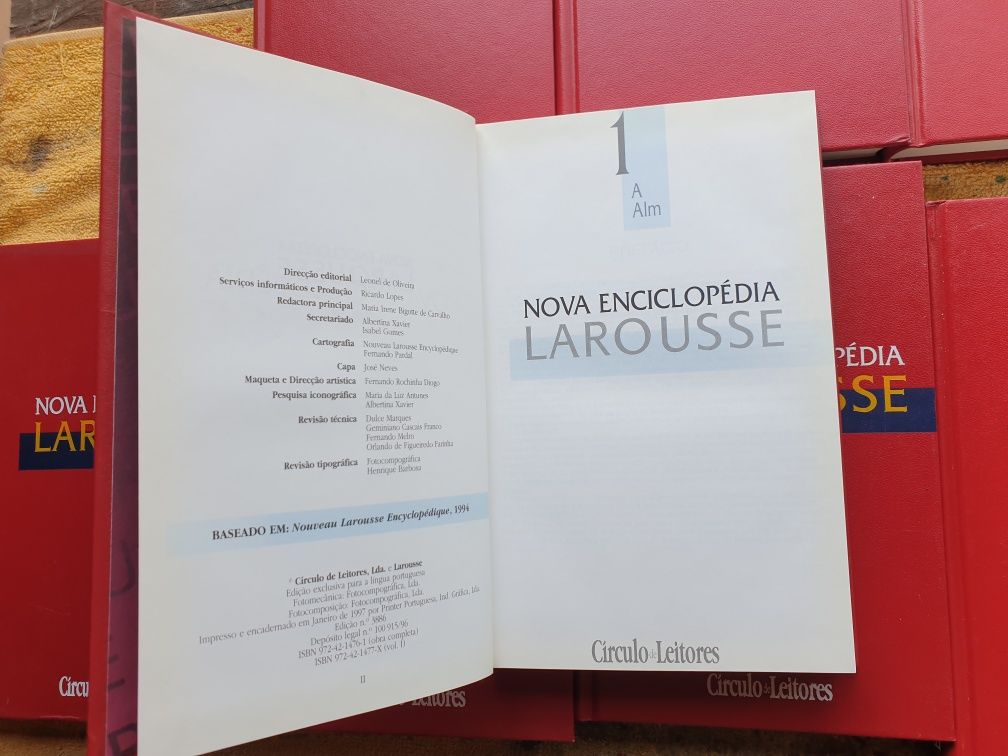 Direcção editorial Leonel de Oliveira
Serviços informáticos e Produção Ricardo Lopes
Redactora principal Maria Irene Bigotte de Carvalho
Secretariado Albertina Xavier
Isabel Gomes
Cartografia Nouveau Larousse Encyclopédique
Fernando Pardal
Capa José Neves
Maqueta e Direcção artística Fernando Rochinha Diogo
Pesquisa iconográfica Maria da Luz Antunes
Albertina Xavier
Revisão técnica Dulce Marques
Geminiano Cascais Franco
Fernando Melro
Orlando de Figueiredo Farinha
Revisão tipográfica Fotocompográfica
Henrique Barbosa
BASEADO EM: Nouveau Larousse Encyclopédique, 1994
© Círculo de Leitores, Lda. e Larousse
Edição exclusiva para a língua portuguesa
Fotomecânica: Fotocompográfica, Lda.
Fotocomposição: Fotocompográfica, Lda.
Impresso e encadernado em Janeiro de 1997 por Printer Portuguesa, Ind. Gráfica, Lda
Edição n.º 3886
Depósito legal n.º 100 915/96
ISBN 972-42-1476-1 (obra completa)
ISBN 972-42-1477-X (vol. I)
II
1
A
Alm
NOVA ENCICLOPÉDIA
LAROUSSE
Círculo de Leitores
NOVA E
LAR
Círcu
de Leitores
PÉDIA
SSE
Círculo de Leitores